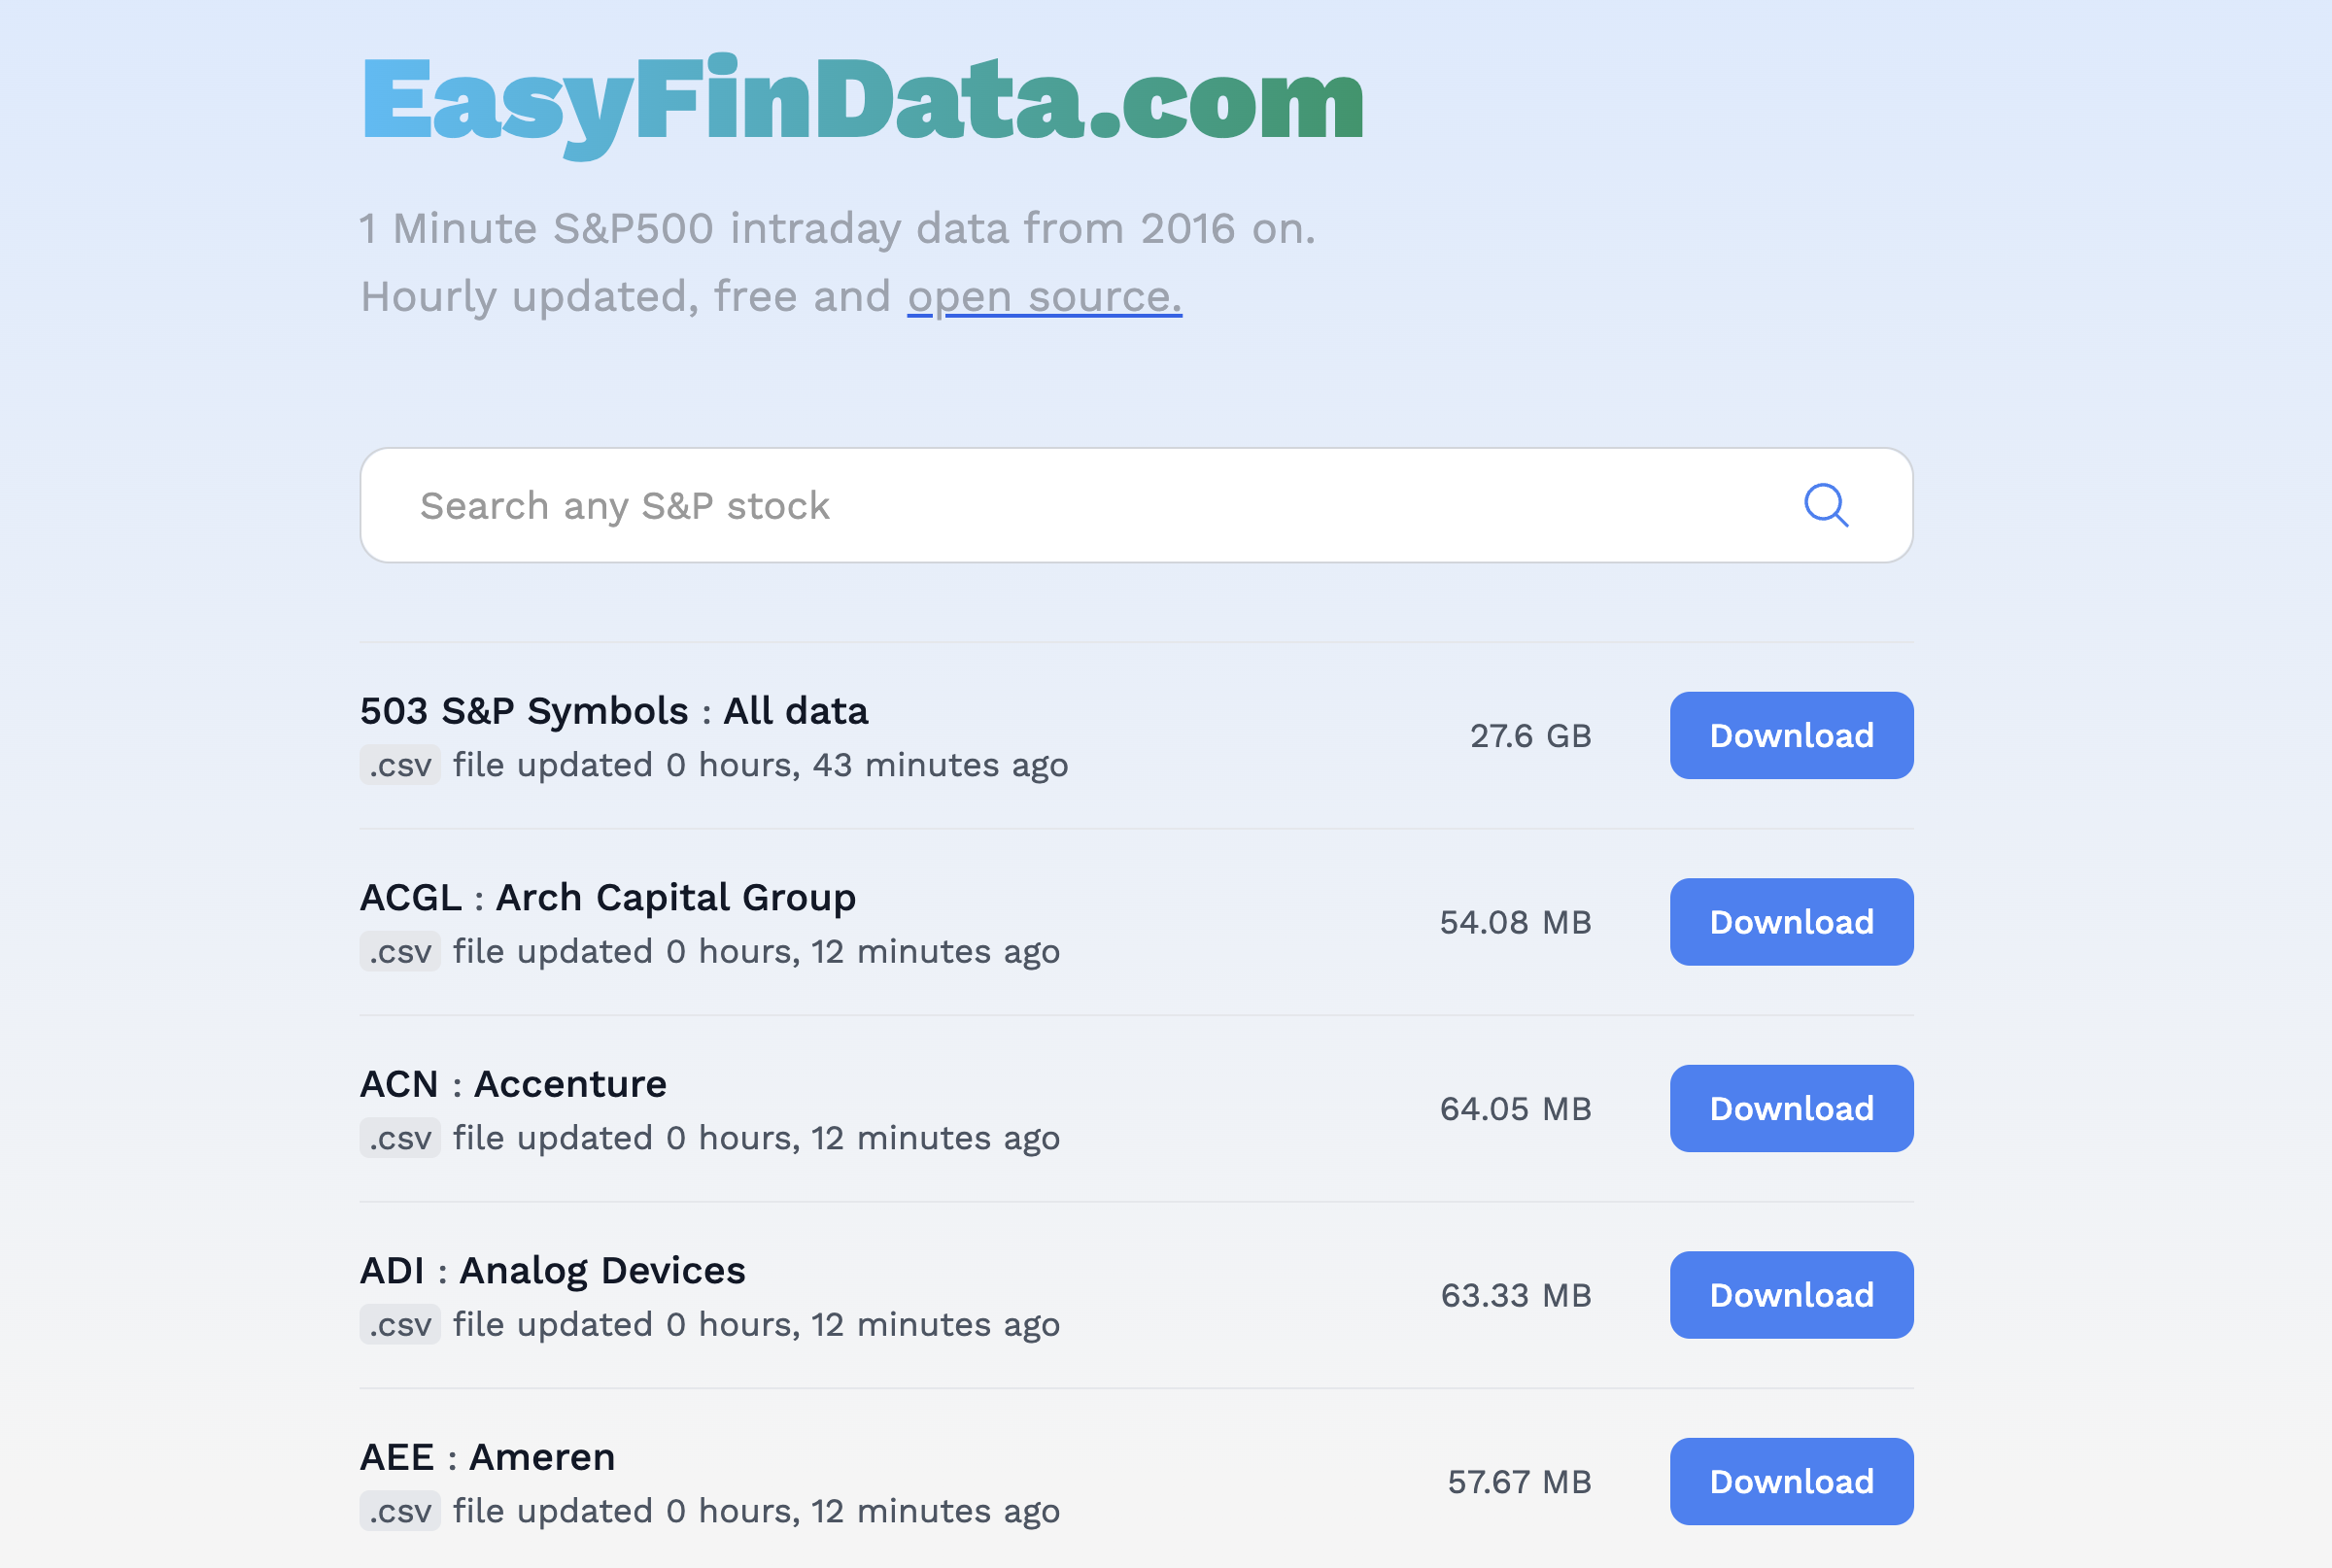 EasyFinData.com
1 Minute S&P500 intraday data from 2016 on.
Hourly updated, free and open source.
Search any S&P stock
503 S&P Symbols : All data
.csv file updated 0 hours, 43 minutes ago
27.6 GB
Download
ACGL : Arch Capital Group
.csv file updated 0 hours, 12 minutes ago
54.08 MB
Download
ACN : Accenture
.csv file updated 0 hours, 12 minutes ago
64.05 MB
Download
ADI : Analog Devices
.csv file updated 0 hours, 12 minutes ago
63.33 MB
Download
AEE : Ameren
.csv file updated 0 hours, 12 minutes ago
57.67 MB
Download